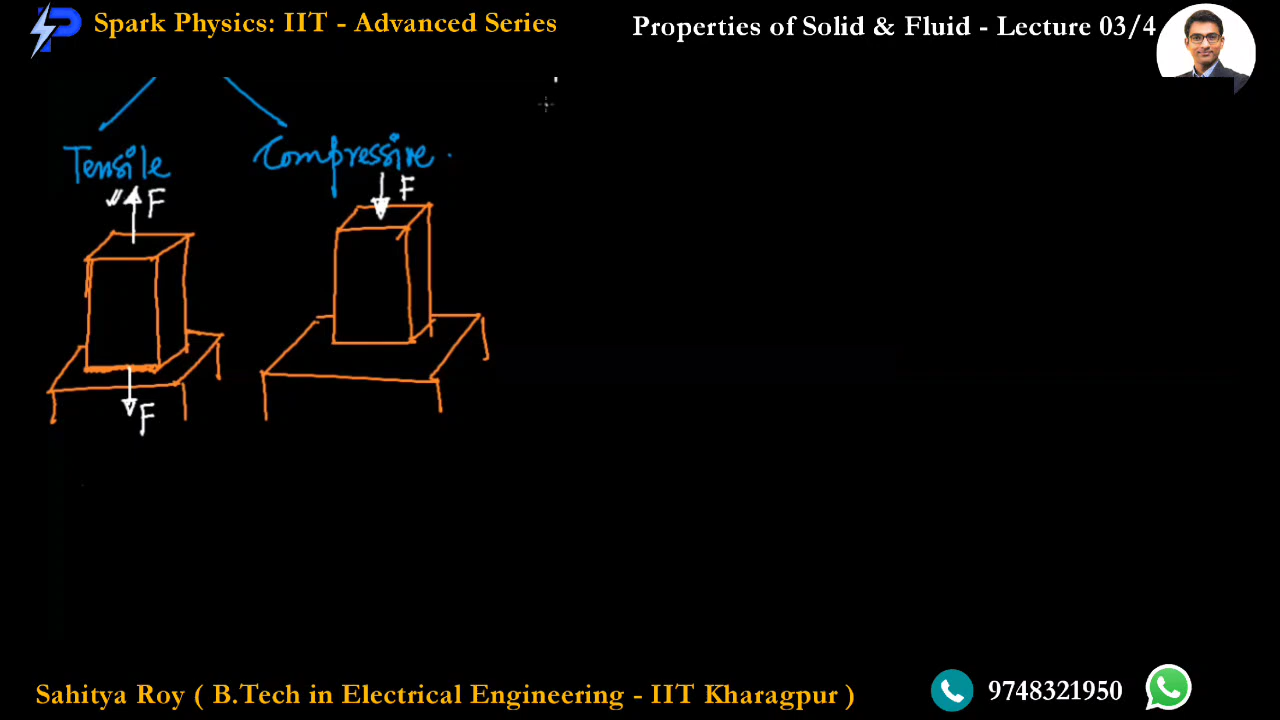 Spark Physics: IIT - Advanced Series
Properties of Solid & Fluid - Lecture 03/4
Tensile
Compressive
F
F
F
Sahitya Roy ( B.Tech in Electrical Engineering - IIT Kharagpur )
9748321950